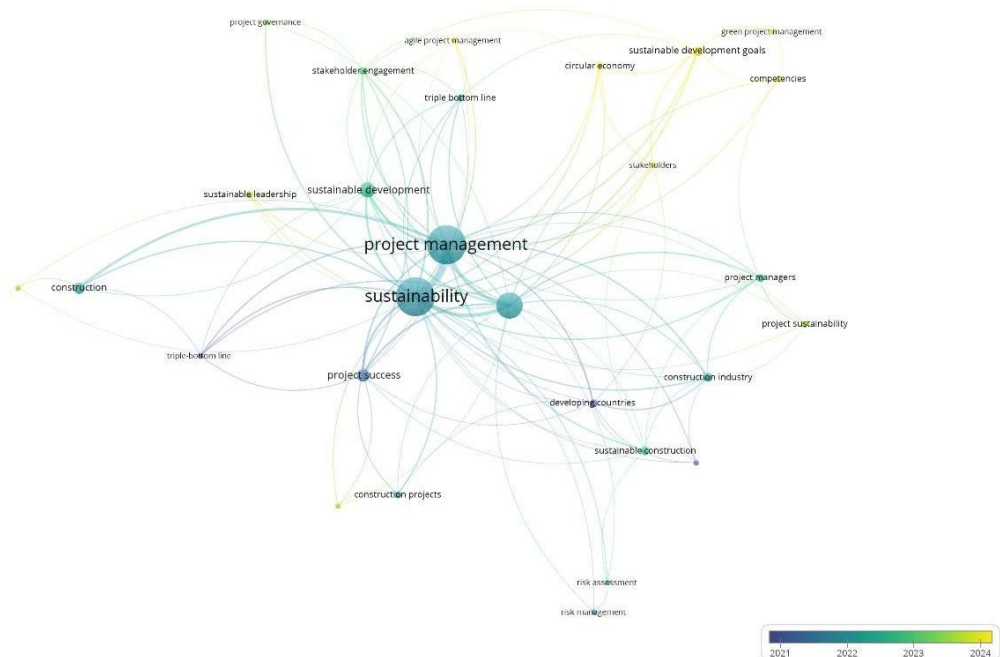 project governance
green project management
agile project management
sustainable development goals
circular economy
stakeholder engagement
competencies
triple bottom line
stakeholders
sustainable development
sustainable leadership
project management
project managers
construction
sustainability
project sustainability
triple-bottom line
project success
construction industry
developing countries
sustainable construction
construction projects
risk assessment
risk management
2021 2022 2023 2024